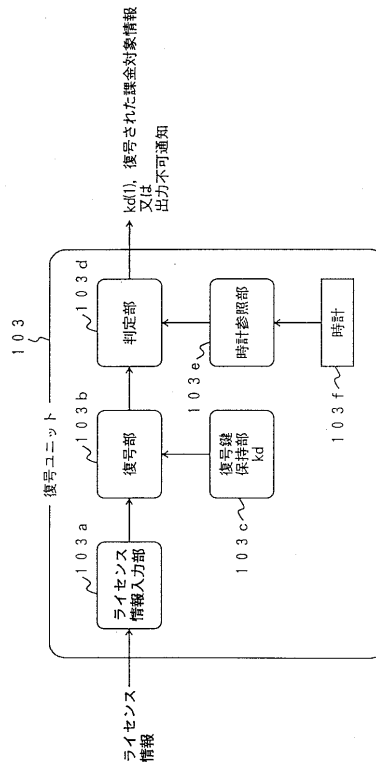 103
復号ユニット
ライセンス
情報
103a
ライセンス
情報入力部
103b
復号部
103d
判定部
kd(1), 復号された課金対象情報
又は
出力不可通知
103c
復号鍵
保持部
kd
103e
時計参照部
103f
時計